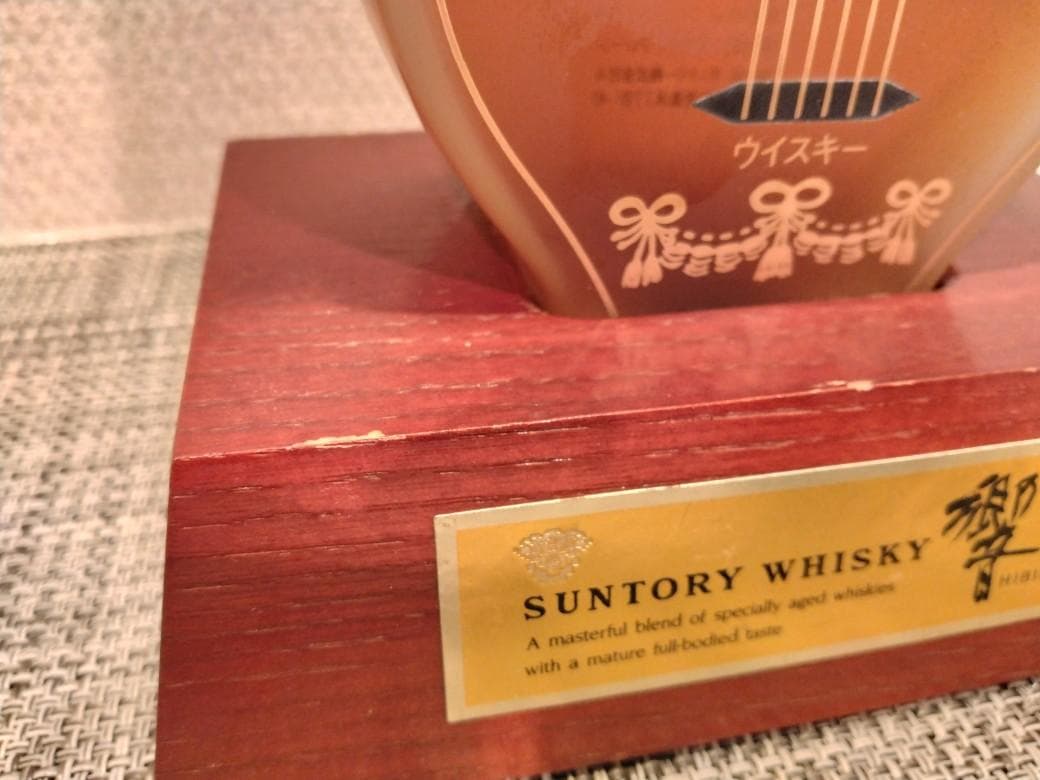 ウイスキー
SUNTORY WHISKY
響
HIBI
A masterful blend of specially aged whiskies
with a mature full-bodied taste